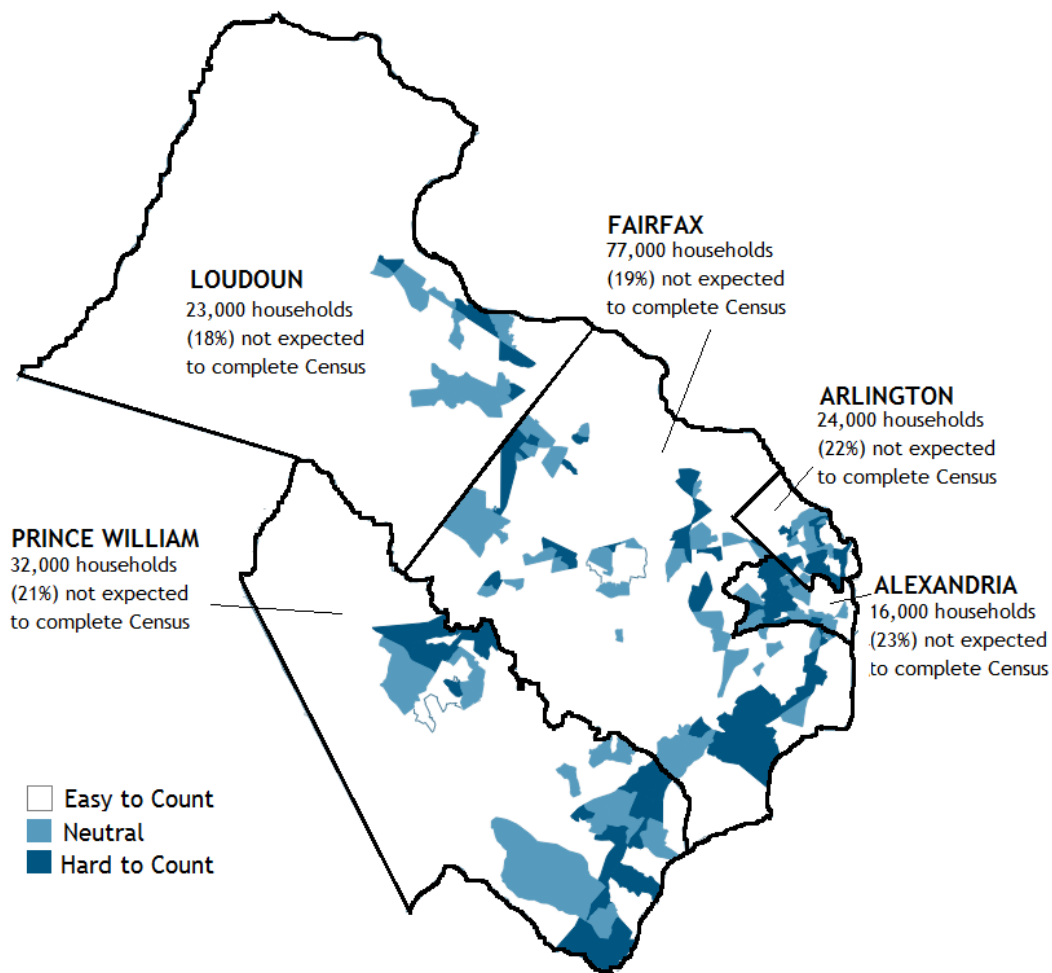 FAIRFAX
77,000 households
(19%) not expected
to complete Census
LOUDOUN
23,000 households
(18%) not expected
to complete Census
ARLINGTON
24,000 households
(22%) not expected
to complete Census
PRINCE WILLIAM
32,000 households
(21%) not expected
to complete Census
ALEXANDRIA
16,000 households
(23%) not expected
to complete Census
Easy to Count
Neutral
Hard to Count